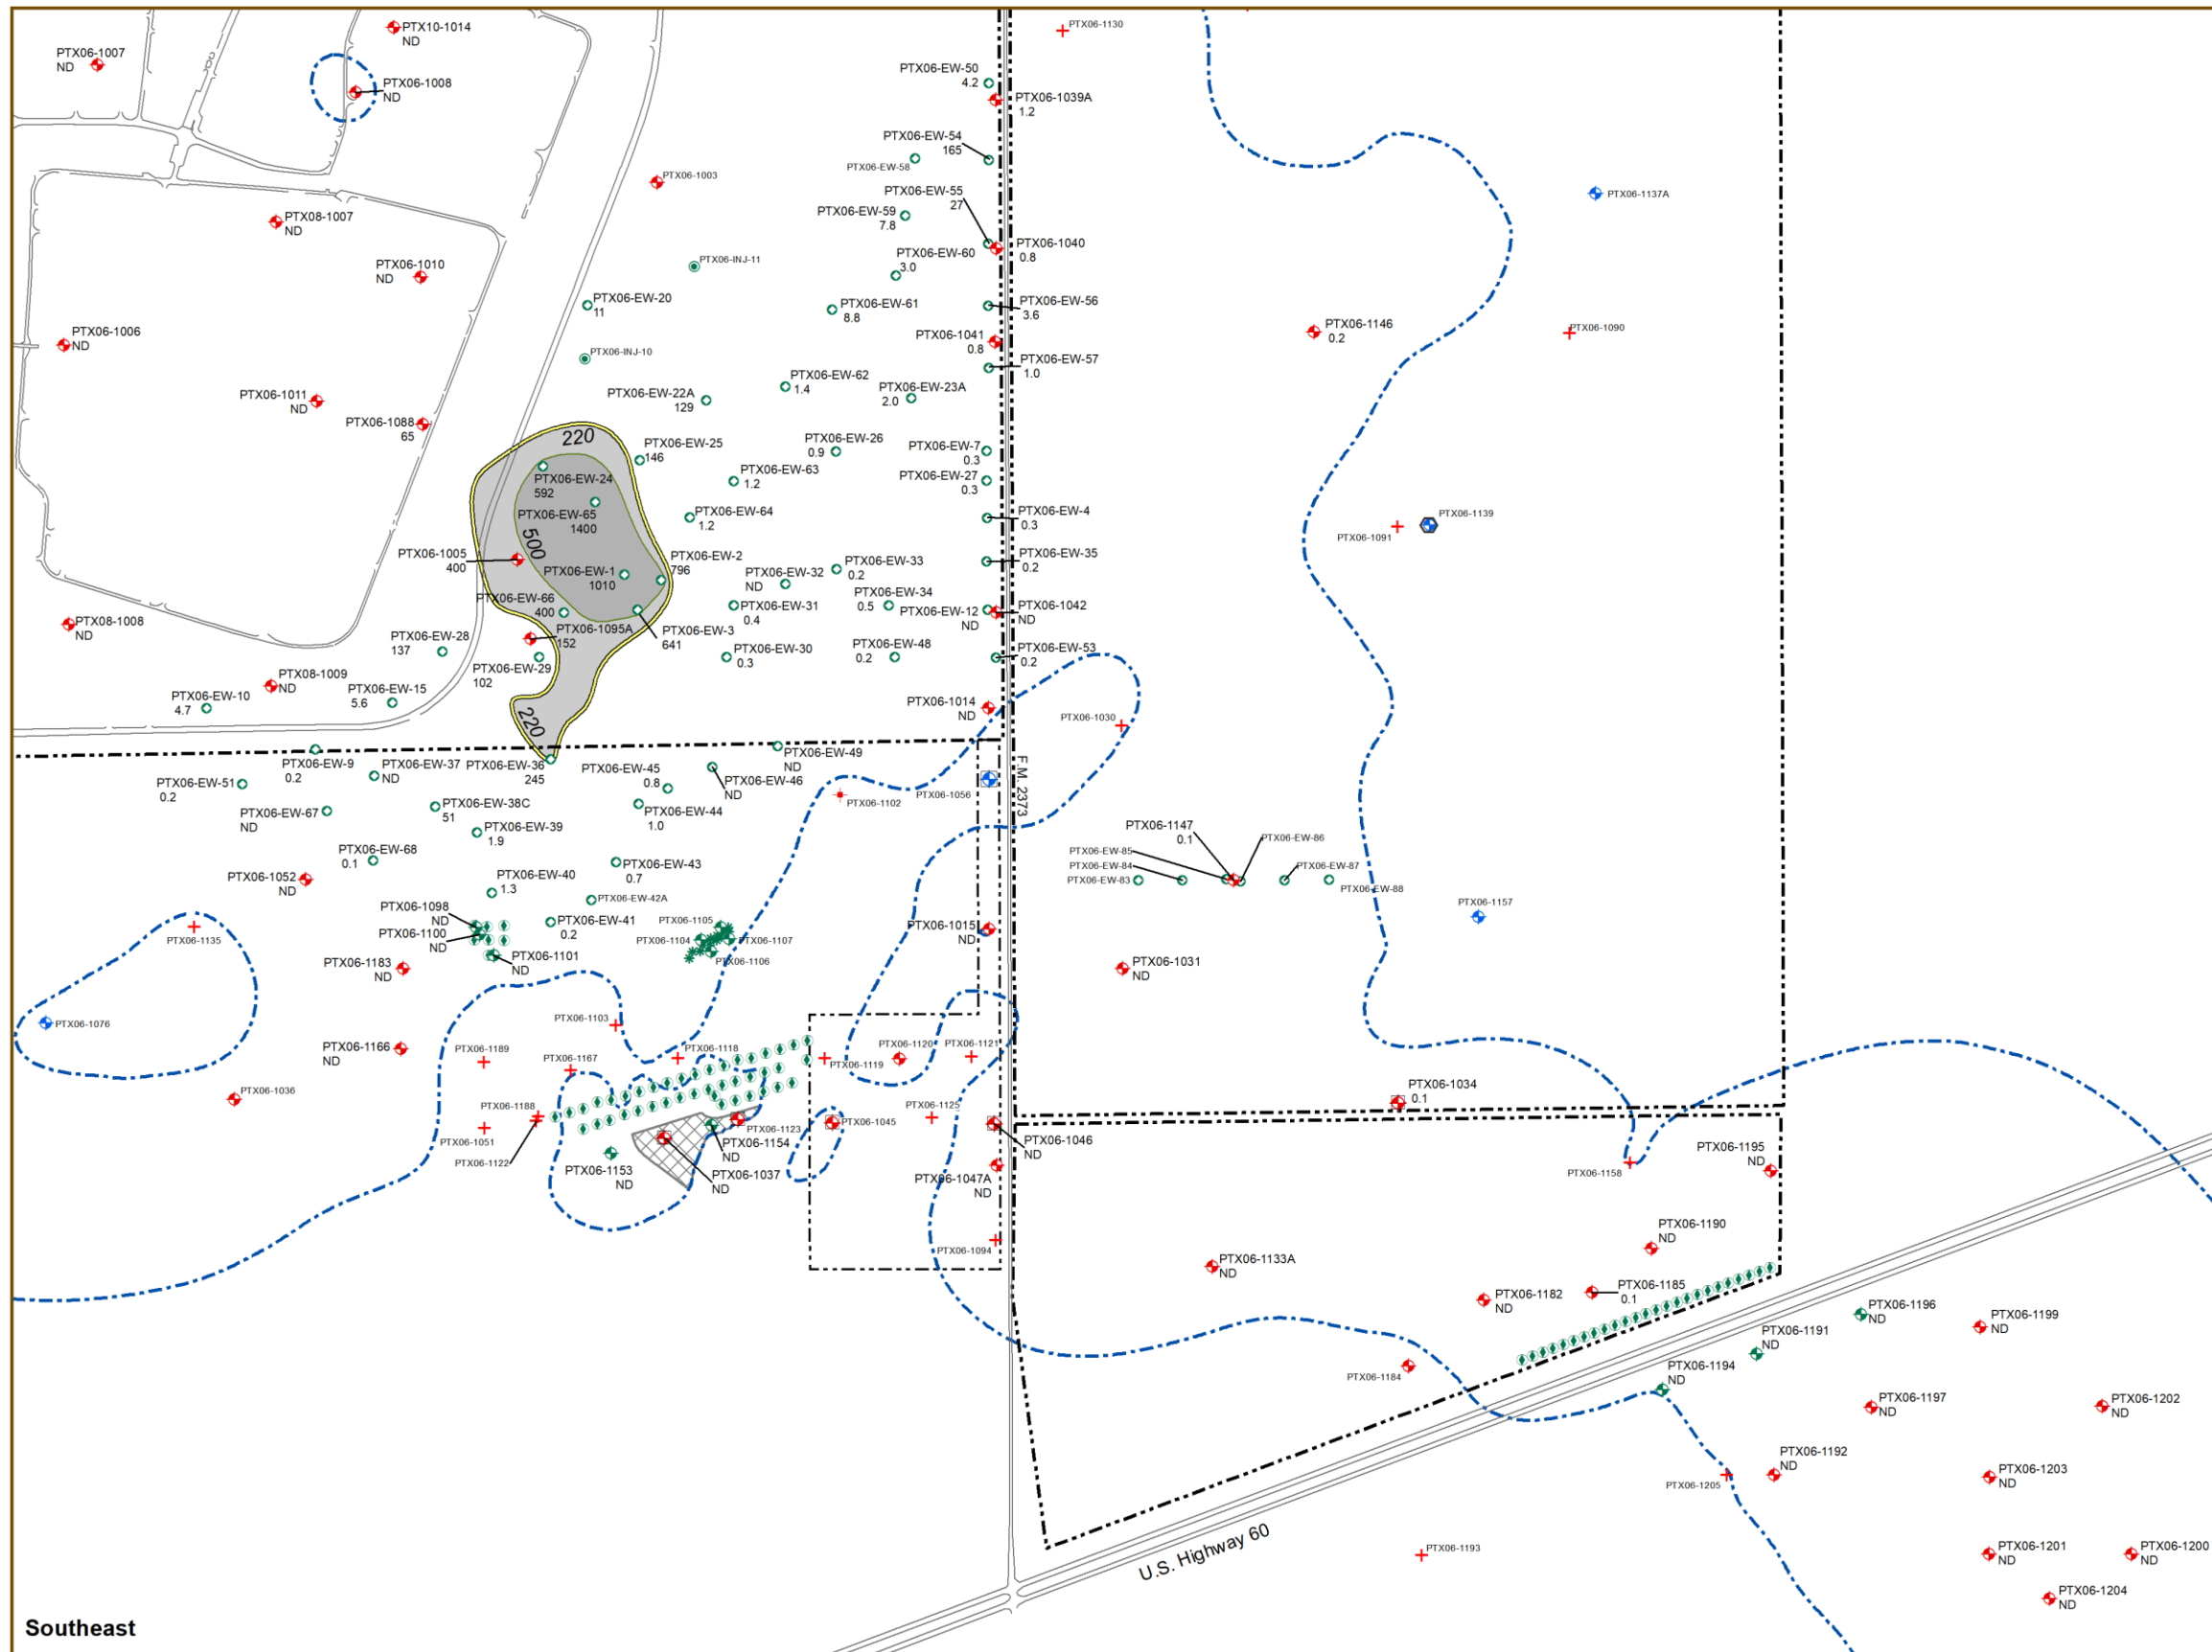 PTX10-1014
ND
PTX06-1007
ND
PTX06-1008
ND
PTX06-1130
PTX06-EW-50
4.2
PTX06-1039A
1.2
PTX06-EW-54
165
PTX06-EW-58
PTX06-1003
PTX06-EW-55
27
PTX06-1137A
PTX08-1007
ND
PTX06-EW-59
7.8
PTX06-1040
0.8
PTX06-1010
ND
PTX06-INJ-11
PTX06-EW-60
3.0
PTX06-EW-20
11
PTX06-EW-61
8.8
PTX06-EW-56
3.6
PTX06-1006
ND
PTX06-1041
0.8
PTX06-1146
0.2
PTX06-1090
PTX06-INJ-10
PTX06-EW-57
1.0
PTX06-EW-62
1.4
PTX06-EW-23A
2.0
PTX06-1011
ND
PTX06-EW-22A
129
PTX06-1088
65
220
PTX06-EW-25
146
PTX06-EW-26
0.9
PTX06-EW-7
0.3
PTX06-EW-63
1.2
PTX06-EW-27
0.3
PTX06-EW-24
592
PTX06-EW-65
1400
PTX06-EW-64
1.2
PTX06-EW-4
0.3
PTX06-1139
PTX06-1091
500
PTX06-1005
400
PTX06-EW-2
796
PTX06-EW-33
0.2
PTX06-EW-35
0.2
PTX06-EW-1
1010
PTX06-EW-32
ND
PTX06-EW-66
400
PTX06-EW-31
0.4
PTX06-EW-34
0.5
PTX06-EW-12
ND
PTX06-1042
ND
PTX08-1008
ND
PTX06-1095A
152
PTX06-EW-3
641
PTX06-EW-28
137
PTX06-EW-29
102
PTX06-EW-30
0.3
PTX06-EW-48
0.2
PTX06-EW-53
0.2
PTX08-1009
ND
PTX06-EW-10
4.7
PTX06-EW-15
5.6
220
PTX06-1014
ND
PTX06-1030
PTX06-EW-49
ND
PTX06-EW-9
0.2
PTX06-EW-37
ND
PTX06-EW-36
245
PTX06-EW-45
0.8
PTX06-EW-46
ND
PTX06-EW-51
0.2
PTX06-1102
PTX06-1056
F.M. 2373
PTX06-EW-67
ND
PTX06-EW-38C
51
PTX06-EW-44
1.0
PTX06-EW-39
1.9
PTX06-1147
0.1
PTX06-EW-86
PTX06-EW-85
PTX06-EW-84
PTX06-EW-83
PTX06-EW-87
PTX06-EW-88
PTX06-EW-68
0.1
PTX06-EW-43
0.7
PTX06-1052
ND
PTX06-EW-40
1.3
PTX06-EW-42A
PTX06-1157
PTX06-1098
ND
PTX06-1100
ND
PTX06-EW-41
0.2
PTX06-1105
PTX06-1104
PTX06-1107
PTX06-1106
PTX06-1015
ND
PTX06-1135
PTX06-1101
ND
PTX06-1183
ND
PTX06-1031
ND
PTX06-1076
PTX06-1103
PTX06-1166
ND
PTX06-1189
PTX06-1167
PTX06-1118
PTX06-1119
PTX06-1120
PTX06-1121
PTX06-1036
PTX06-1034
0.1
PTX06-1188
PTX06-1051
PTX06-1122
PTX06-1123
PTX06-1045
PTX06-1125
PTX06-1154
ND
PTX06-1046
ND
PTX06-1153
ND
PTX06-1037
ND
PTX06-1047A
ND
PTX06-1158
PTX06-1195
ND
PTX06-1094
PTX06-1190
ND
PTX06-1133A
ND
PTX06-1182
ND
PTX06-1185
0.1
PTX06-1196
ND
PTX06-1199
ND
PTX06-1191
ND
PTX06-1184
PTX06-1194
ND
PTX06-1197
ND
PTX06-1202
ND
PTX06-1192
ND
PTX06-1205
PTX06-1203
ND
PTX06-1193
PTX06-1201
ND
PTX06-1200
ND
U.S. Highway 60
PTX06-1204
ND
Southeast